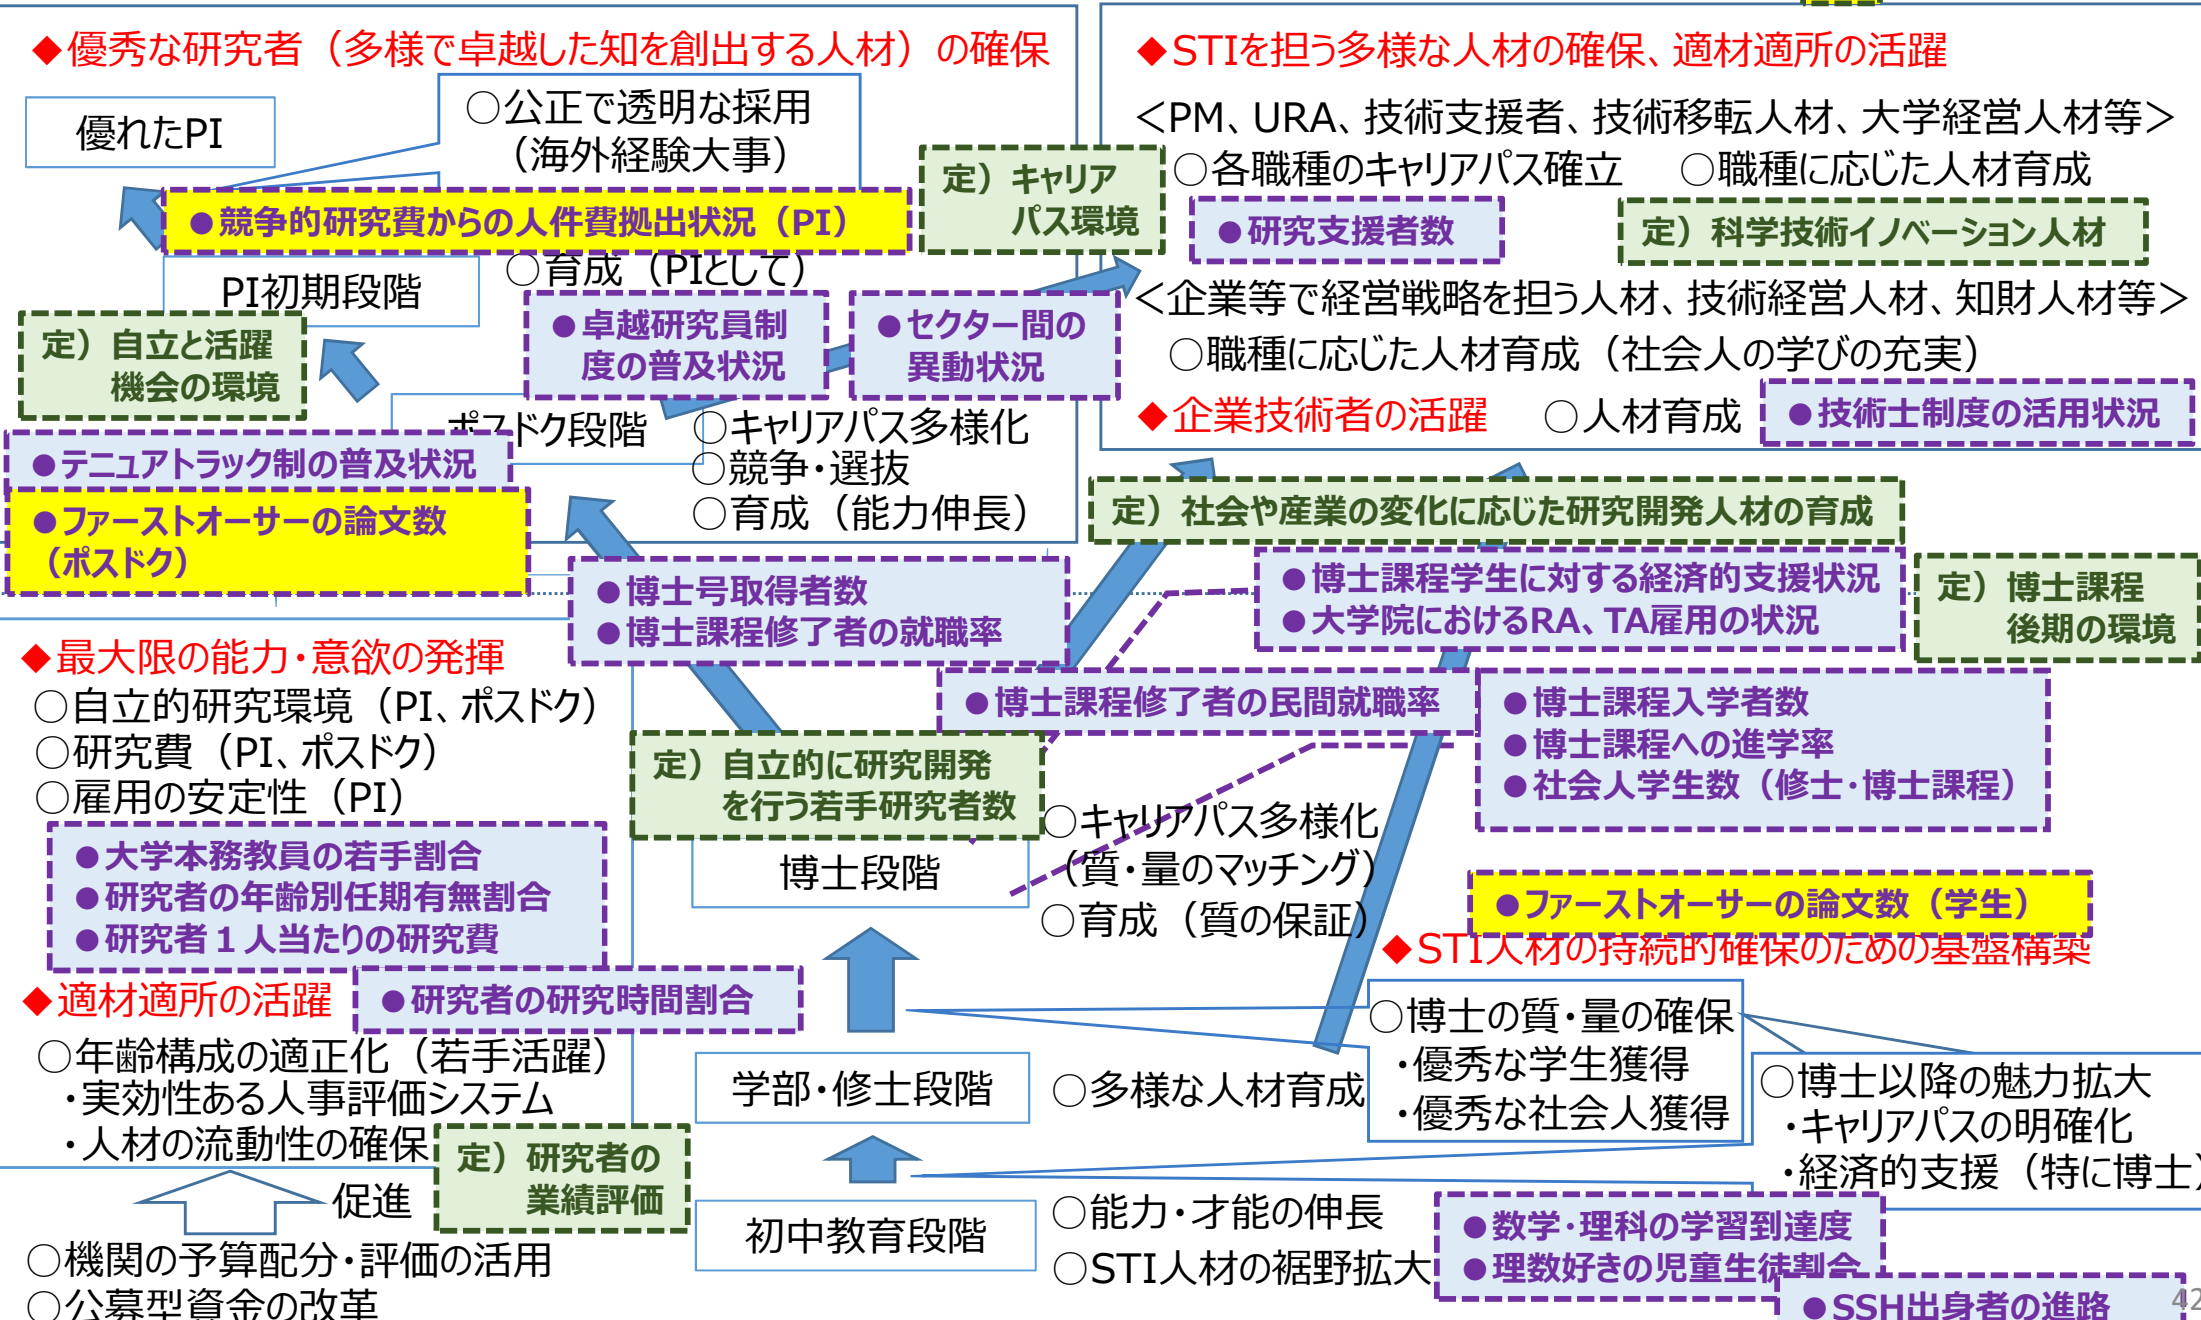 ◆優秀な研究者（多様で卓越した知を創出する人材）の確保
優れたPI
○公正で透明な採用
（海外経験大事）
●競争的研究費からの人件費拠出状況（PI）
定）キャリア
パス環境
○育成（PIとして）
PI初期段階
定）自立と活躍
機会の環境
●卓越研究員制
度の普及状況
●セクター間の
異動状況
ポスドク段階
○キャリアパス多様化
○競争・選抜
○育成（能力伸長）
●テニュアトラック制の普及状況
●ファーストオーサーの論文数
（ポスドク）
◆STIを担う多様な人材の確保、適材適所の活躍
＜PM、URA、技術支援者、技術移転人材、大学経営人材等＞
○各職種のキャリアパス確立　○職種に応じた人材育成
●研究支援者数
定）科学技術イノベーション人材
＜企業等で経営戦略を担う人材、技術経営人材、知財人材等＞
○職種に応じた人材育成（社会人の学びの充実）
◆企業技術者の活躍　○人材育成
●技術士制度の活用状況
定）社会や産業の変化に応じた研究開発人材の育成
●博士号取得者数
●博士課程修了者の就職率
●博士課程学生に対する経済的支援状況
●大学院におけるRA、TA雇用の状況
定）博士課程
後期の環境
◆最大限の能力・意欲の発揮
○自立的研究環境（PI、ポスドク）
○研究費（PI、ポスドク）
○雇用の安定性（PI）
●大学本務教員の若手割合
●研究者の年齢別任期有無割合
●研究者１人当たりの研究費
●博士課程修了者の民間就職率
●博士課程入学者数
●博士課程への進学率
●社会人学生数（修士・博士課程）
定）自立的に研究開発
を行う若手研究者数
博士段階
○キャリアパス多様化
（質・量のマッチング）
○育成（質の保証）
●ファーストオーサーの論文数（学生）
◆STI人材の持続的確保のための基盤構築
◆適材適所の活躍
●研究者の研究時間割合
○年齢構成の適正化（若手活躍）
・実効性ある人事評価システム
・人材の流動性の確保
定）研究者の
業績評価
学部・修士段階
○多様な人材育成
○博士の質・量の確保
・優秀な学生獲得
・優秀な社会人獲得
○博士以降の魅力拡大
・キャリアパスの明確化
・経済的支援（特に博士）
促進
○機関の予算配分・評価の活用
○公募型資金の改革
初中教育段階
○能力・才能の伸長
○STI人材の裾野拡大
●数学・理科の学習到達度
●理数好きの児童生徒割合
●SSH出身者の進路
42